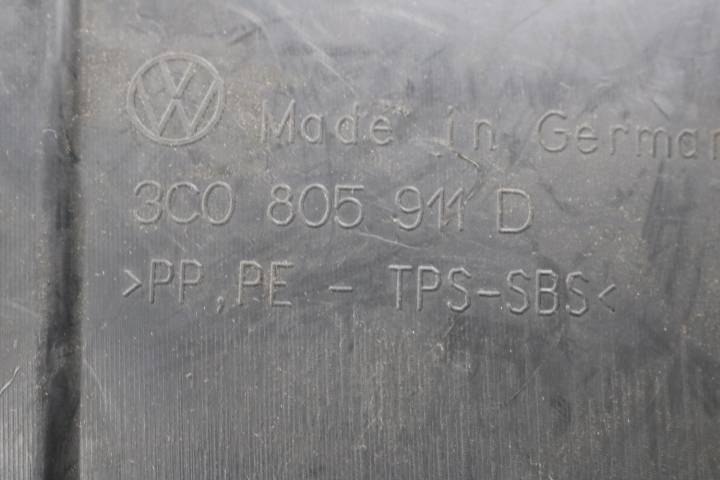 Made in German
3C0 805 911 D
>PP,PE - TPS-SBS<